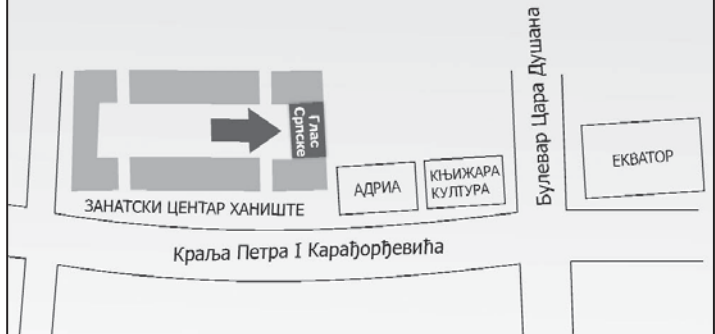 Булевар Цара Душана
Глас
Српске
ЕКВАТОР
АДРИА
КЊИЖАРА
КУЛТУРА
ЗАНАТСКИ ЦЕНТАР ХАНИШТЕ
Краља Петра I Карађорђевића